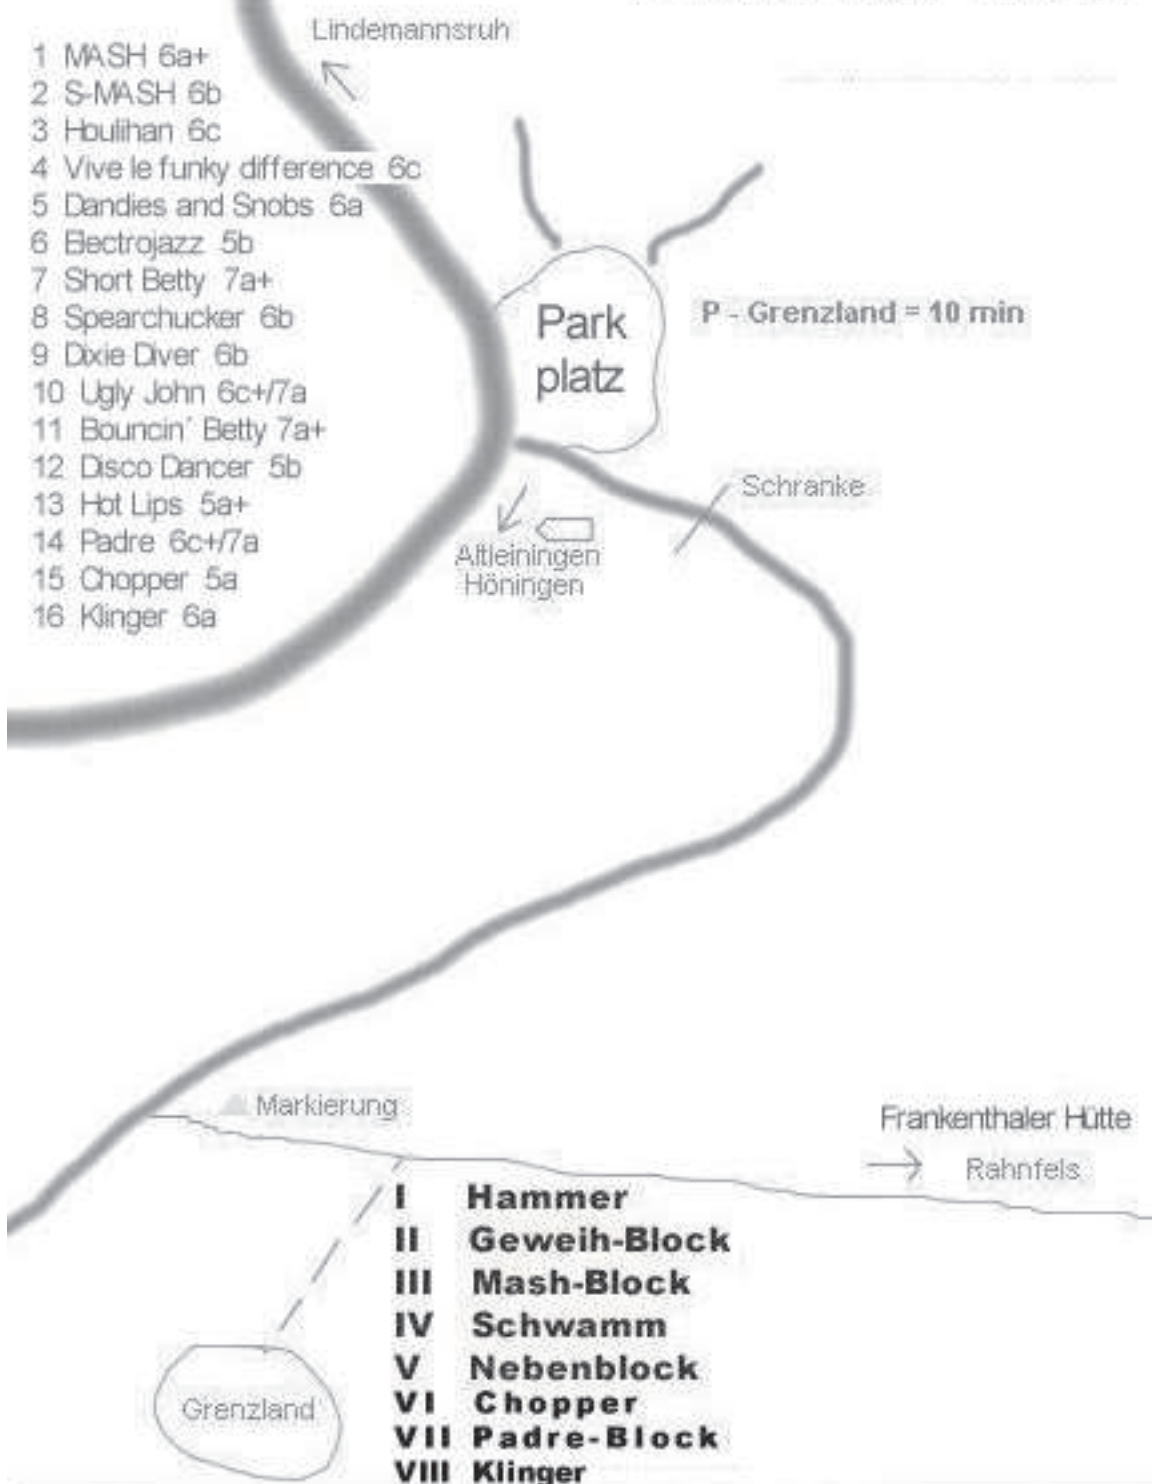 Lindemannsruh
1 MASH 6a+
2 S-MASH 6b
3 Houlihan 6c
4 Vive le funky difference 6c
5 Dandies and Snobs 6a
6 Electrojazz 5b
7 Short Betty 7a+
8 Spearchucker 6b
9 Dixie Diver 6b
10 Ugly John 6c+/7a
11 Bouncin´ Betty 7a+
12 Disco Dancer 5b
13 Hot Lips 5a+
14 Padre 6c+/7a
15 Chopper 5a
16 Klinger 6a
Park
platz
P - Grenzland = 10 min
Schranke
Altleiningen
Höningen
Markierung
Frankenthaler Hütte
Rahnfels
I Hammer
II Geweih-Block
III Mash-Block
IV Schwamm
V Nebenblock
VI Chopper
VII Padre-Block
VIII Klinger
Grenzland